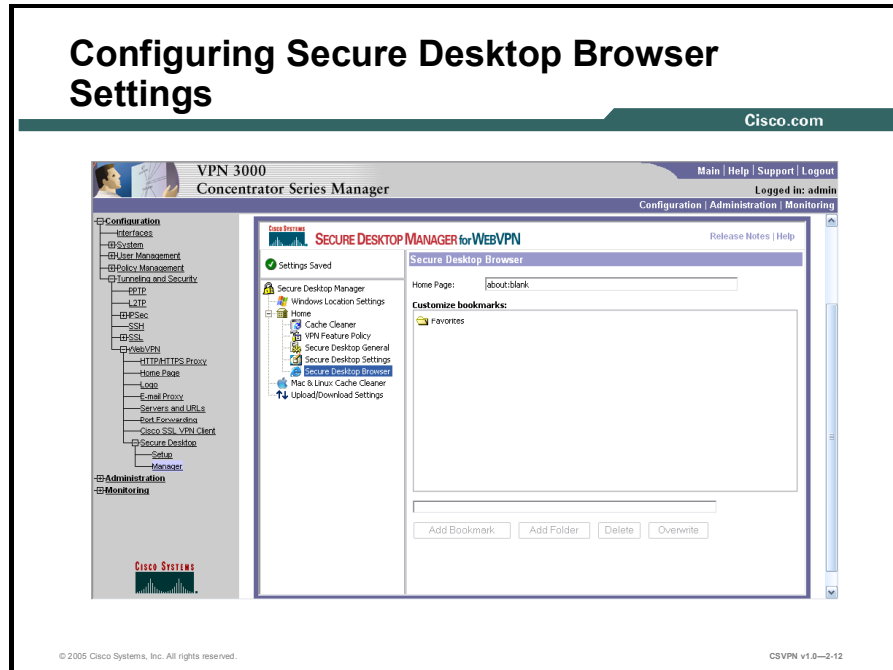 Configuring Secure Desktop Browser
Settings
Cisco.com
VPN 3000
Concentrator Series Manager
Main | Help | Support | Logout
Logged in: admin
Configuration | Administration | Monitoring
Configuration
Interfaces
System
User Management
Policy Management
Tunneling and Security
PPTP
L2TP
IPSec
SSH
SSL
WebVPN
HTTP/HTTPS Proxy
Home Page
Logo
E-mail Proxy
Servers and URLs
Port Forwarding
Cisco SSL VPN Client
Secure Desktop
Setup
Manager
Administration
Monitoring
CISCO SYSTEMS
CISCO SYSTEMS
SECURE DESKTOP MANAGER for WEBVPN
Release Notes | Help
Settings Saved
Secure Desktop Manager
Windows Location Settings
Home
Cache Cleaner
VPN Feature Policy
Secure Desktop General
Secure Desktop Settings
Secure Desktop Browser
Mac & Linux Cache Cleaner
Upload/Download Settings
Secure Desktop Browser
Home Page: about:blank
Customize bookmarks:
Favorites
Add Bookmark Add Folder Delete Overwrite
© 2005 Cisco Systems, Inc. All rights reserved.
CSVPN v1.0—2-12